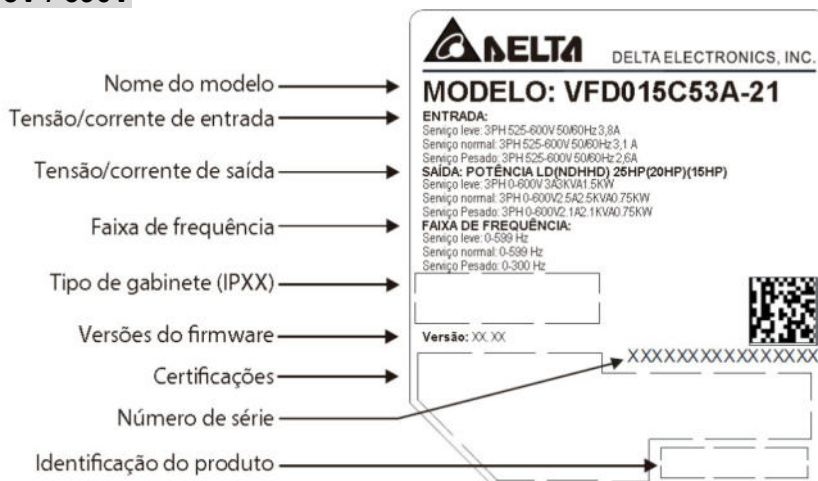 DELTA
DELTA ELECTRONICS, INC.
Nome do modelo
MODELO: VFD015C53A-21
Tensão/corrente de entrada
ENTRADA:
Serviço leve: 3PH 525-600V 50/60Hz 3,8A
Serviço normal: 3PH 525-600V 50/60Hz 3,1 A
Serviço Pesado: 3PH 525-600V 50/60Hz 2,6A
Tensão/corrente de saída
SAÍDA: POTÊNCIA LD(NDHHD) 25HP(20HP)(15HP)
Serviço leve: 3PH 0-600V 3A3KVA1.5KW
Serviço normal: 3PH 0-600V2.5A2.5KVA0.75KW
Serviço Pesado: 3PH 0-600V2.1A2.1KVA0.75KW
Faixa de frequência
FAIXA DE FREQUÊNCIA:
Serviço leve: 0-599 Hz
Serviço normal: 0-599 Hz
Serviço Pesado: 0-300 Hz
Tipo de gabinete (IPXX)
Versões do firmware
Versão: XX.XX
XXXXXXXXXXXXXXXX
Certificações
Número de série
Identificação do produto